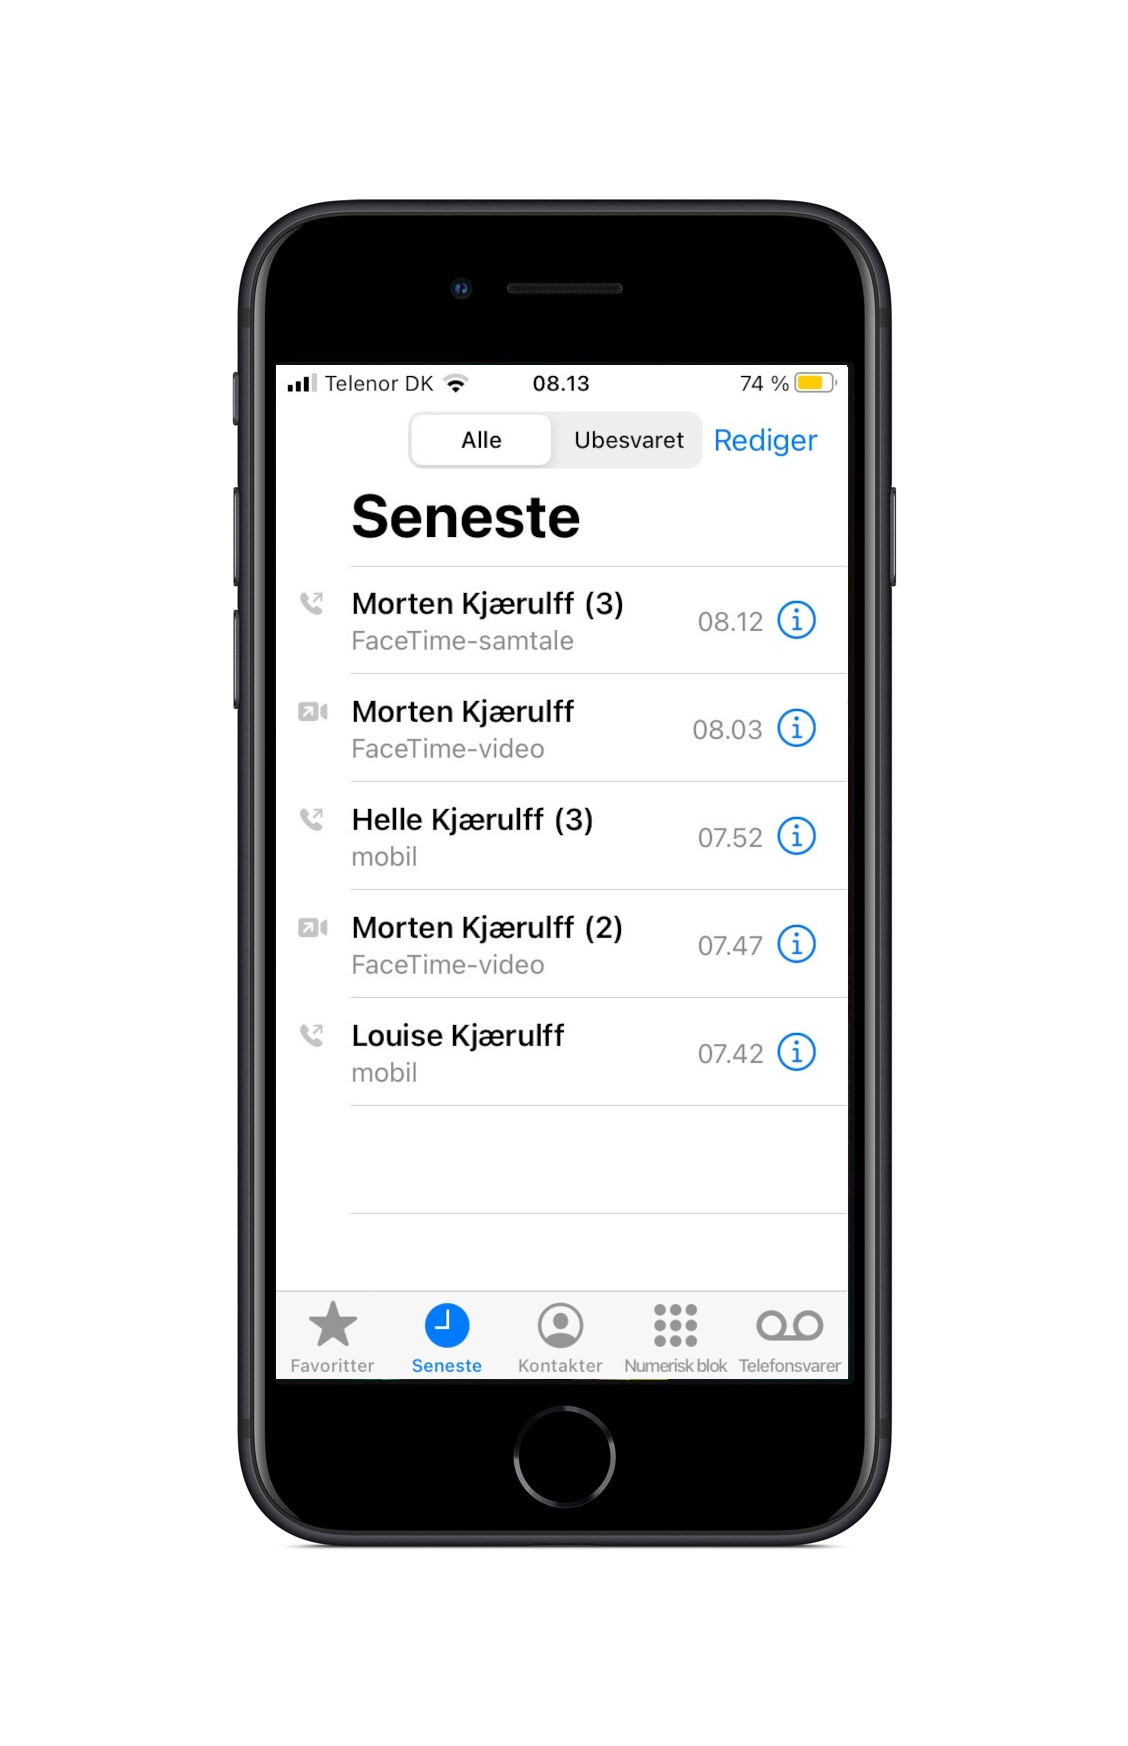 Telenor DK 08.13 74 %
Alle Ubesvaret Rediger
Seneste
Morten Kjærulff (3)
FaceTime-samtale
08.12
Morten Kjærulff
FaceTime-video
08.03
Helle Kjærulff (3)
mobil
07.52
Morten Kjærulff (2)
FaceTime-video
07.47
Louise Kjærulff
mobil
07.42
Favoritter Seneste Kontakter Numerisk blok Telefonsvarer